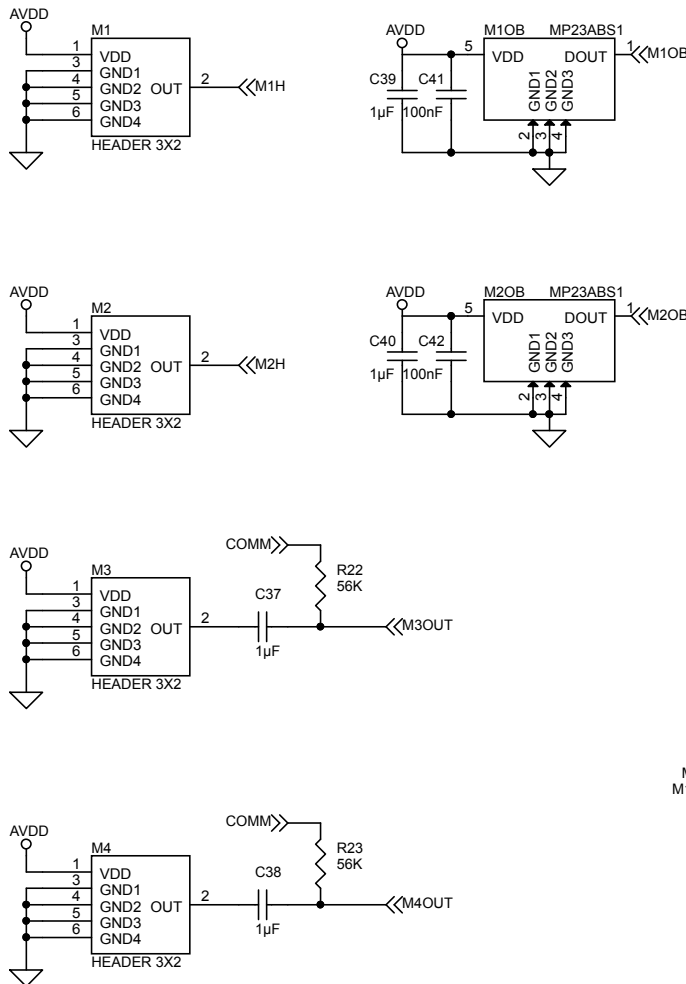 AVDD
M1
1 VDD
3 GND1
4 GND2 OUT 2 M1H
5 GND3
6 GND4
HEADER 3X2
AVDD
M1OB MP23ABS1
5 VDD DOUT 1 M1OB
C39 C41
1µF 100nF
GND1 GND2 GND3
2 3 4
AVDD
M2
1 VDD
3 GND1
4 GND2 OUT 2 M2H
5 GND3
6 GND4
HEADER 3X2
AVDD
M2OB MP23ABS1
5 VDD DOUT 1 M2OB
C40 C42
1µF 100nF
GND1 GND2 GND3
2 3 4
COMM
R22
56K
AVDD
M3
1 VDD
3 GND1
4 GND2 OUT 2
5 GND3
6 GND4
HEADER 3X2
C37
1µF
M3OUT
COMM
R23
56K
AVDD
M4
1 VDD
3 GND1
4 GND2 OUT 2
5 GND3
6 GND4
HEADER 3X2
C38
1µF
M4OUT